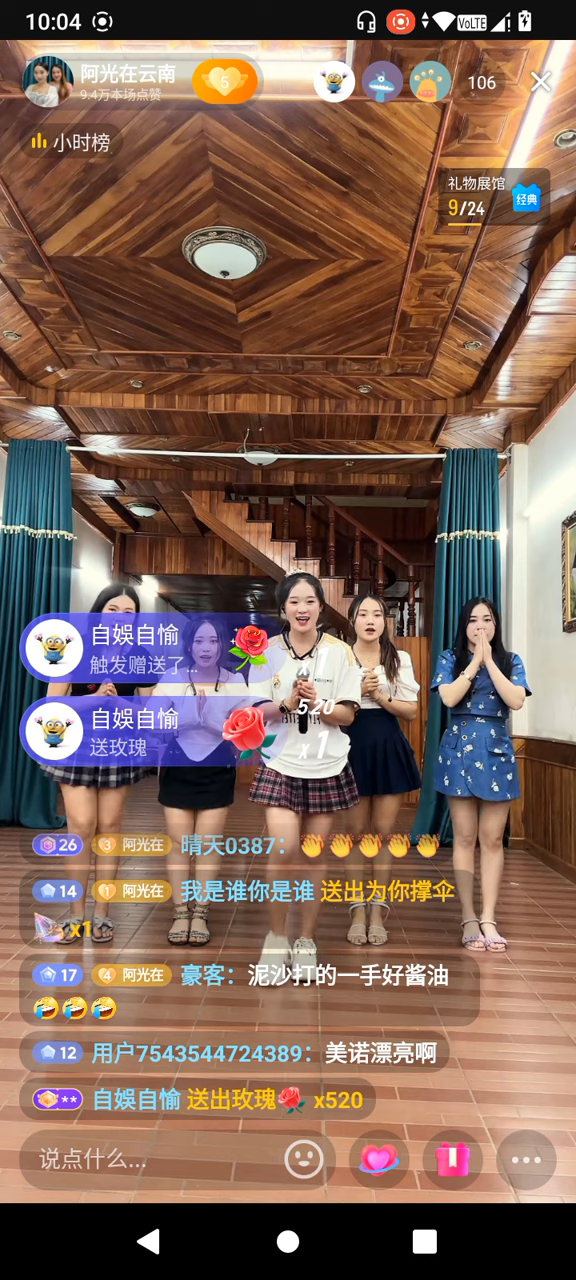 10:04
VoLTE
阿光在云南
9.4万本场点赞
5
106
小时榜
礼物展馆
9/24
经典
自娱自愉
触发赠送了...
x1
520
自娱自愉
送玫瑰
x1
26 3 阿光在 晴天0387：
14 1 阿光在 我是谁你是谁 送出为你撑伞
x1
17 4 阿光在 豪客：泥沙打的一手好酱油
12 用户7543544724389：美诺漂亮啊
** 自娱自愉 送出玫瑰 x520
说点什么...